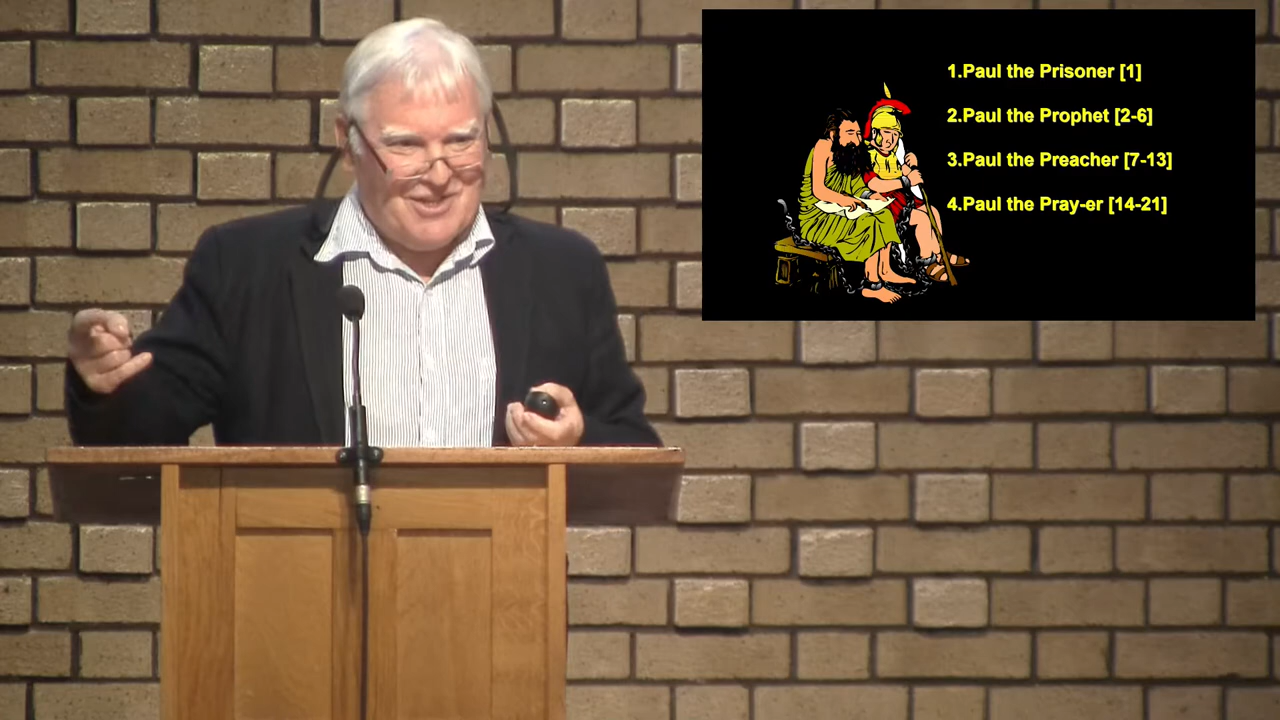 1.Paul the Prisoner [1]
2.Paul the Prophet [2-6]
3.Paul the Preacher [7-13]
4.Paul the Pray-er [14-21]